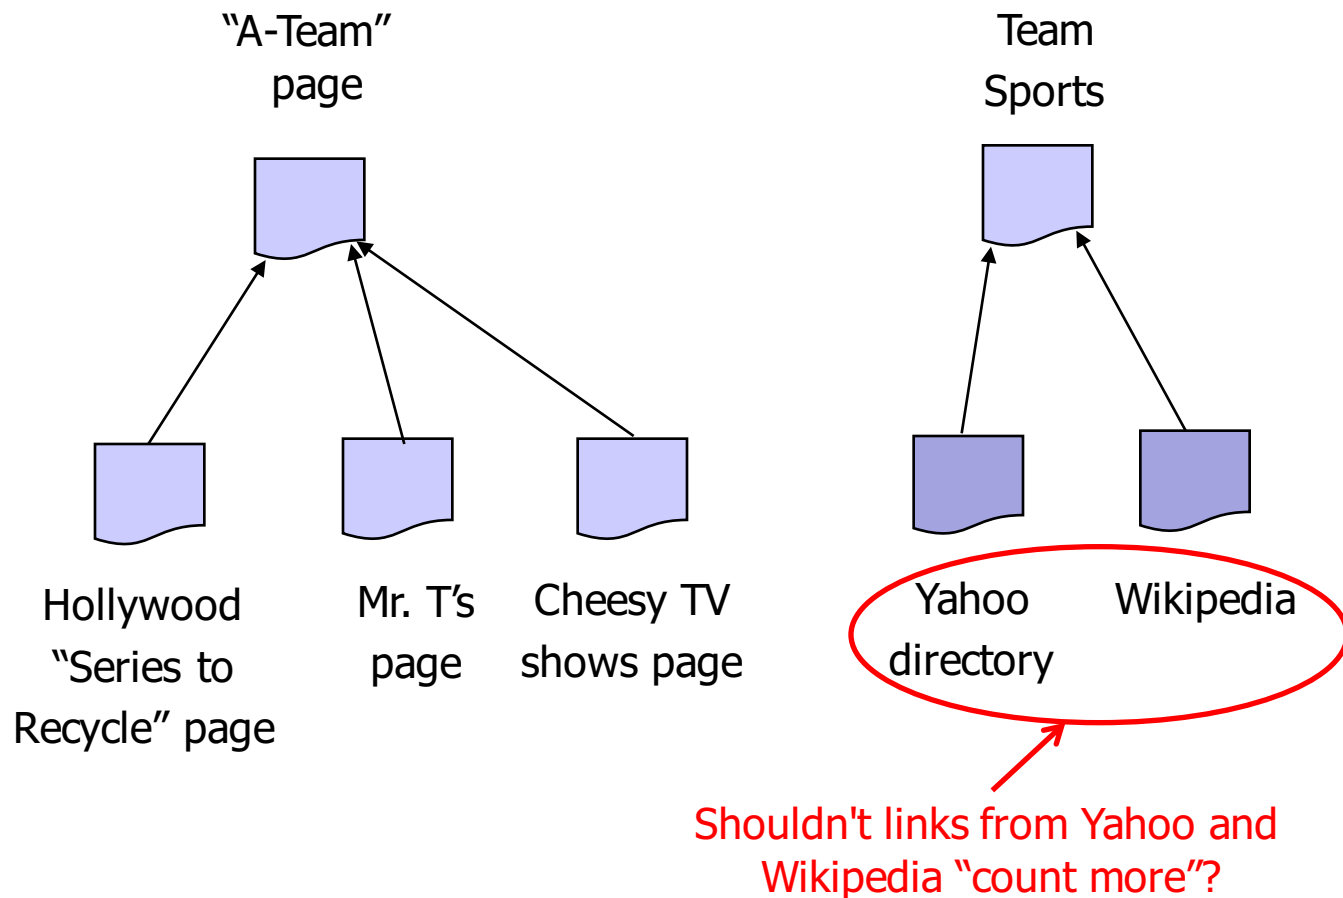 “A-Team”
page
Team
Sports
Hollywood
“Series to
Recycle” page
Mr. T’s
page
Cheesy TV
shows page
Yahoo
directory
Wikipedia
Shouldn't links from Yahoo and
Wikipedia “count more”?